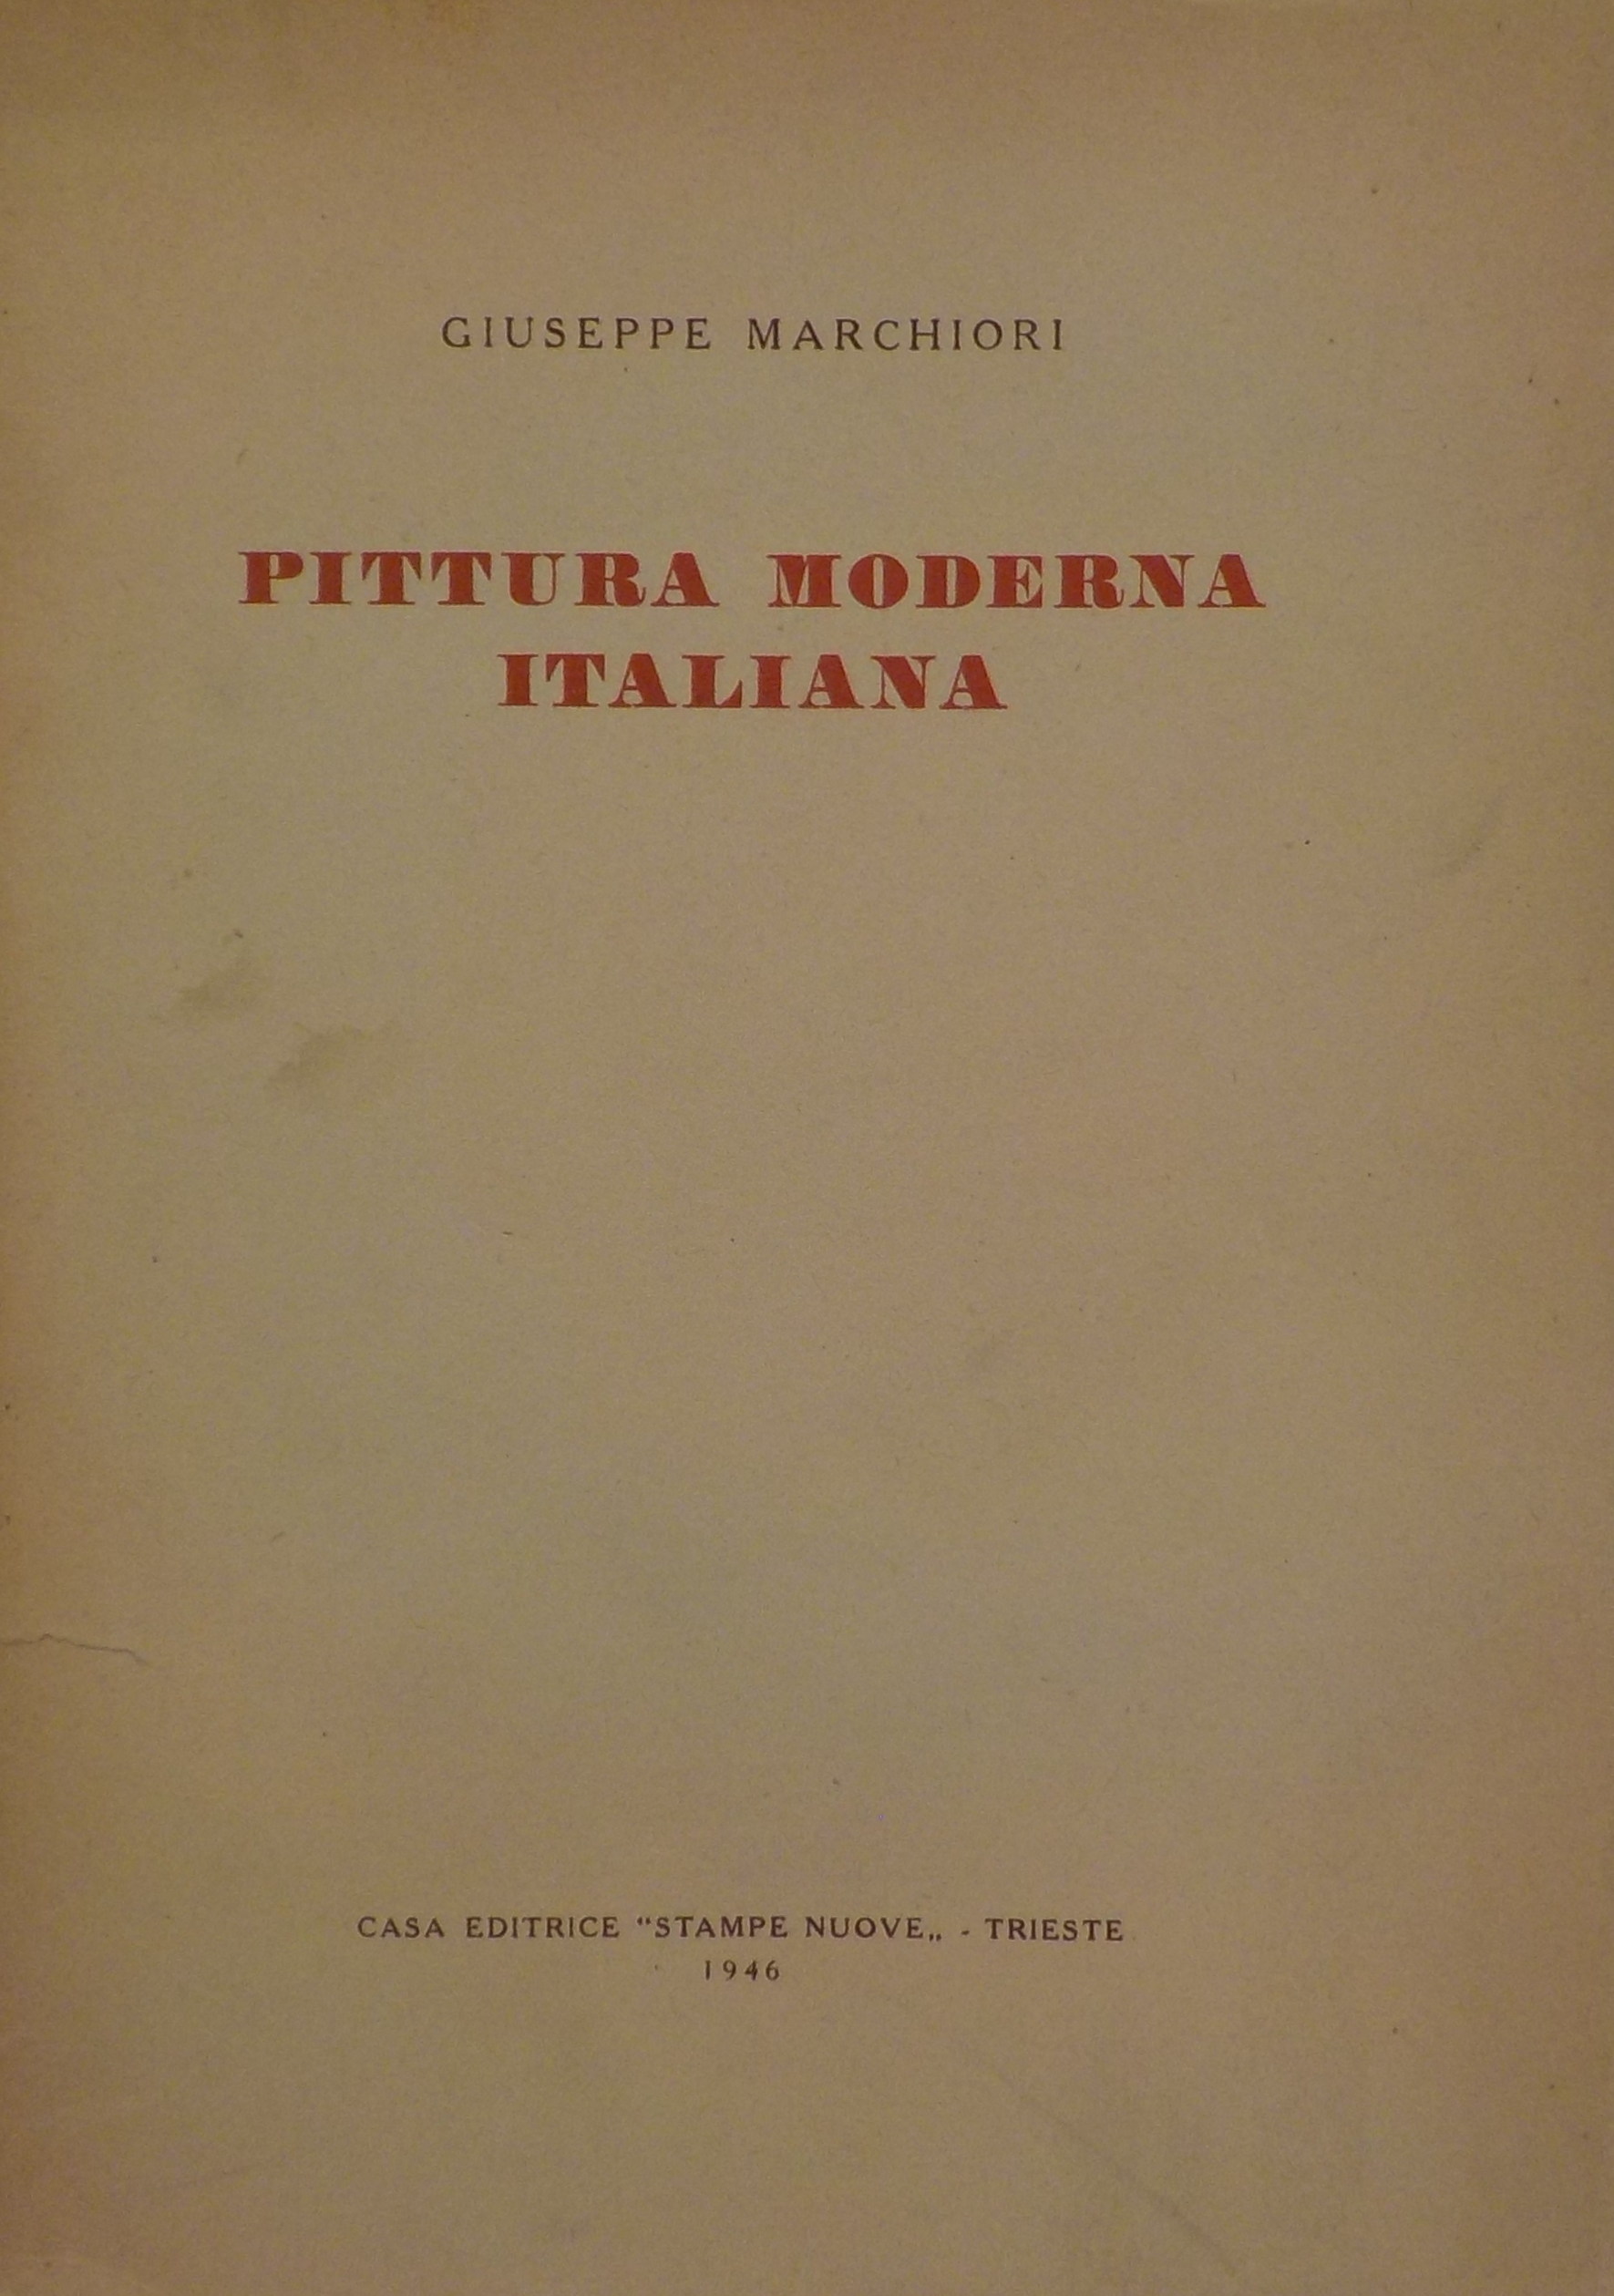 GIUSEPPE MARCHIORI
PITTURA MODERNA
ITALIANA
CASA EDITRICE "STAMPE NUOVE„ - TRIESTE
1946